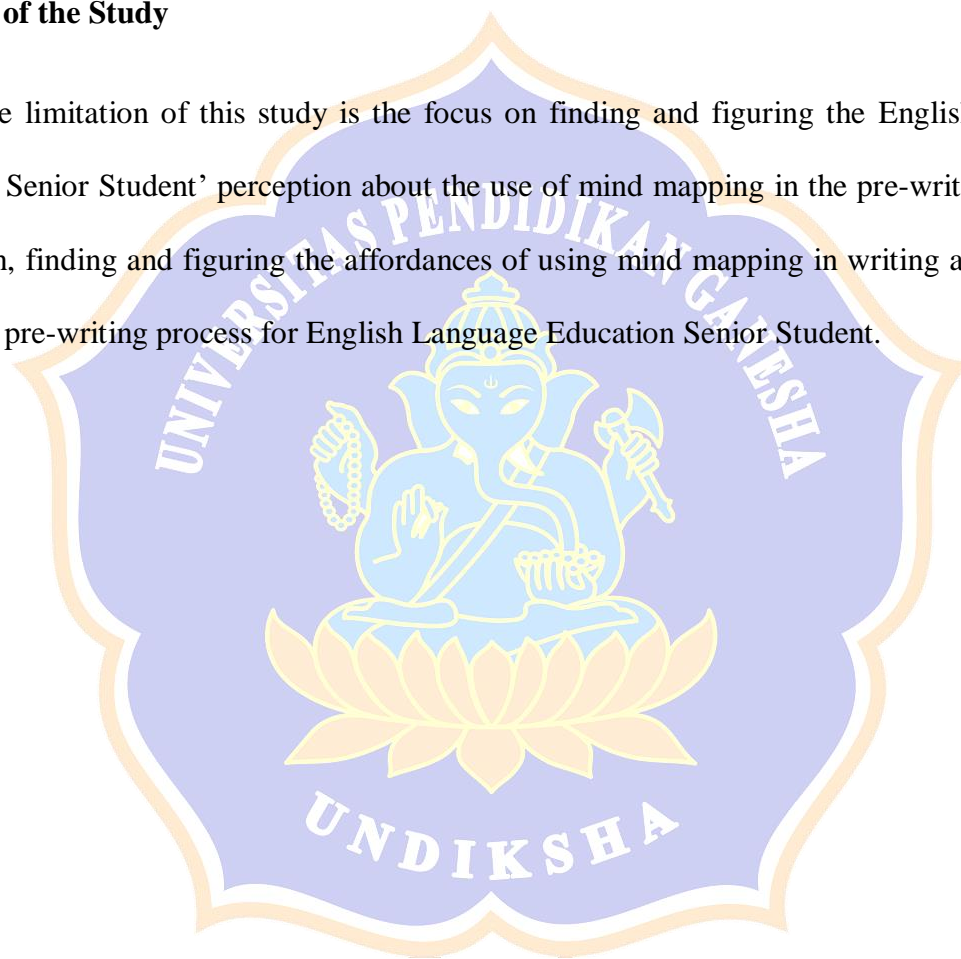 of the Study
e limitation of this study is the focus on finding and figuring the Englis
Senior Student’ perception about the use of mind mapping in the pre-writ
n, finding and figuring the affordances of using mind mapping in writing a
pre-writing process for English Language Education Senior Student.
UNIVERSITAS PENDIDIKAN GANESHA
UNDIKSHA